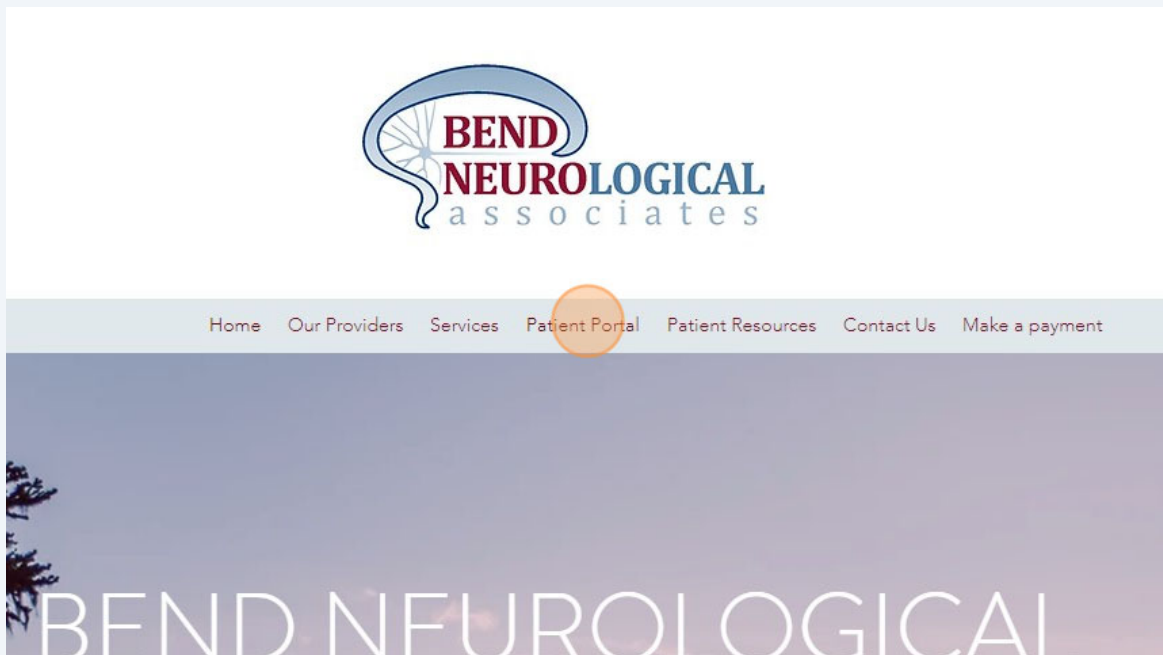 BEND
NEUROLOGICAL
associates
Home Our Providers Services Patient Portal Patient Resources Contact Us Make a payment
BEND NEUROLOGICAL